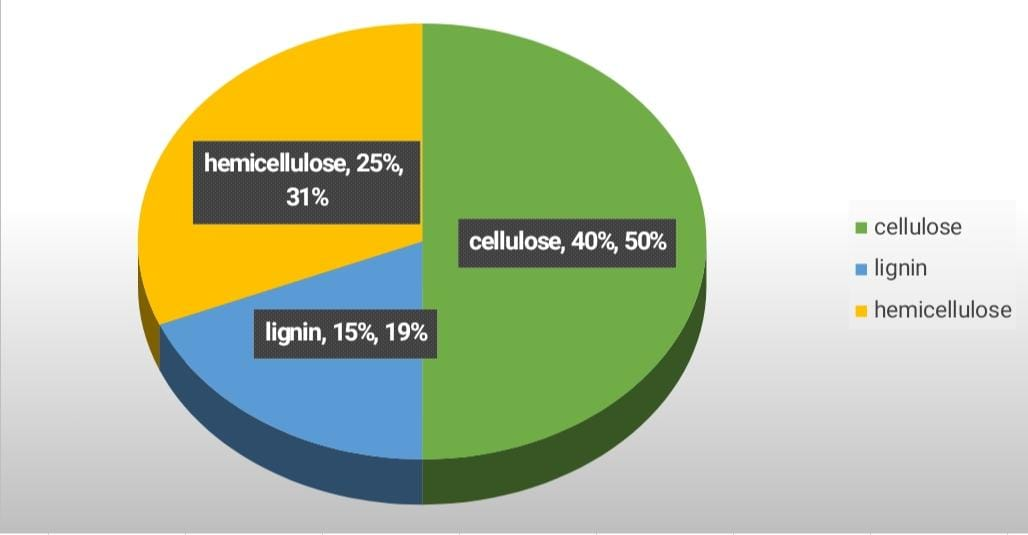 hemicellulose, 25%,
31%
cellulose, 40%, 50%
lignin, 15%, 19%
cellulose
lignin
hemicellulose